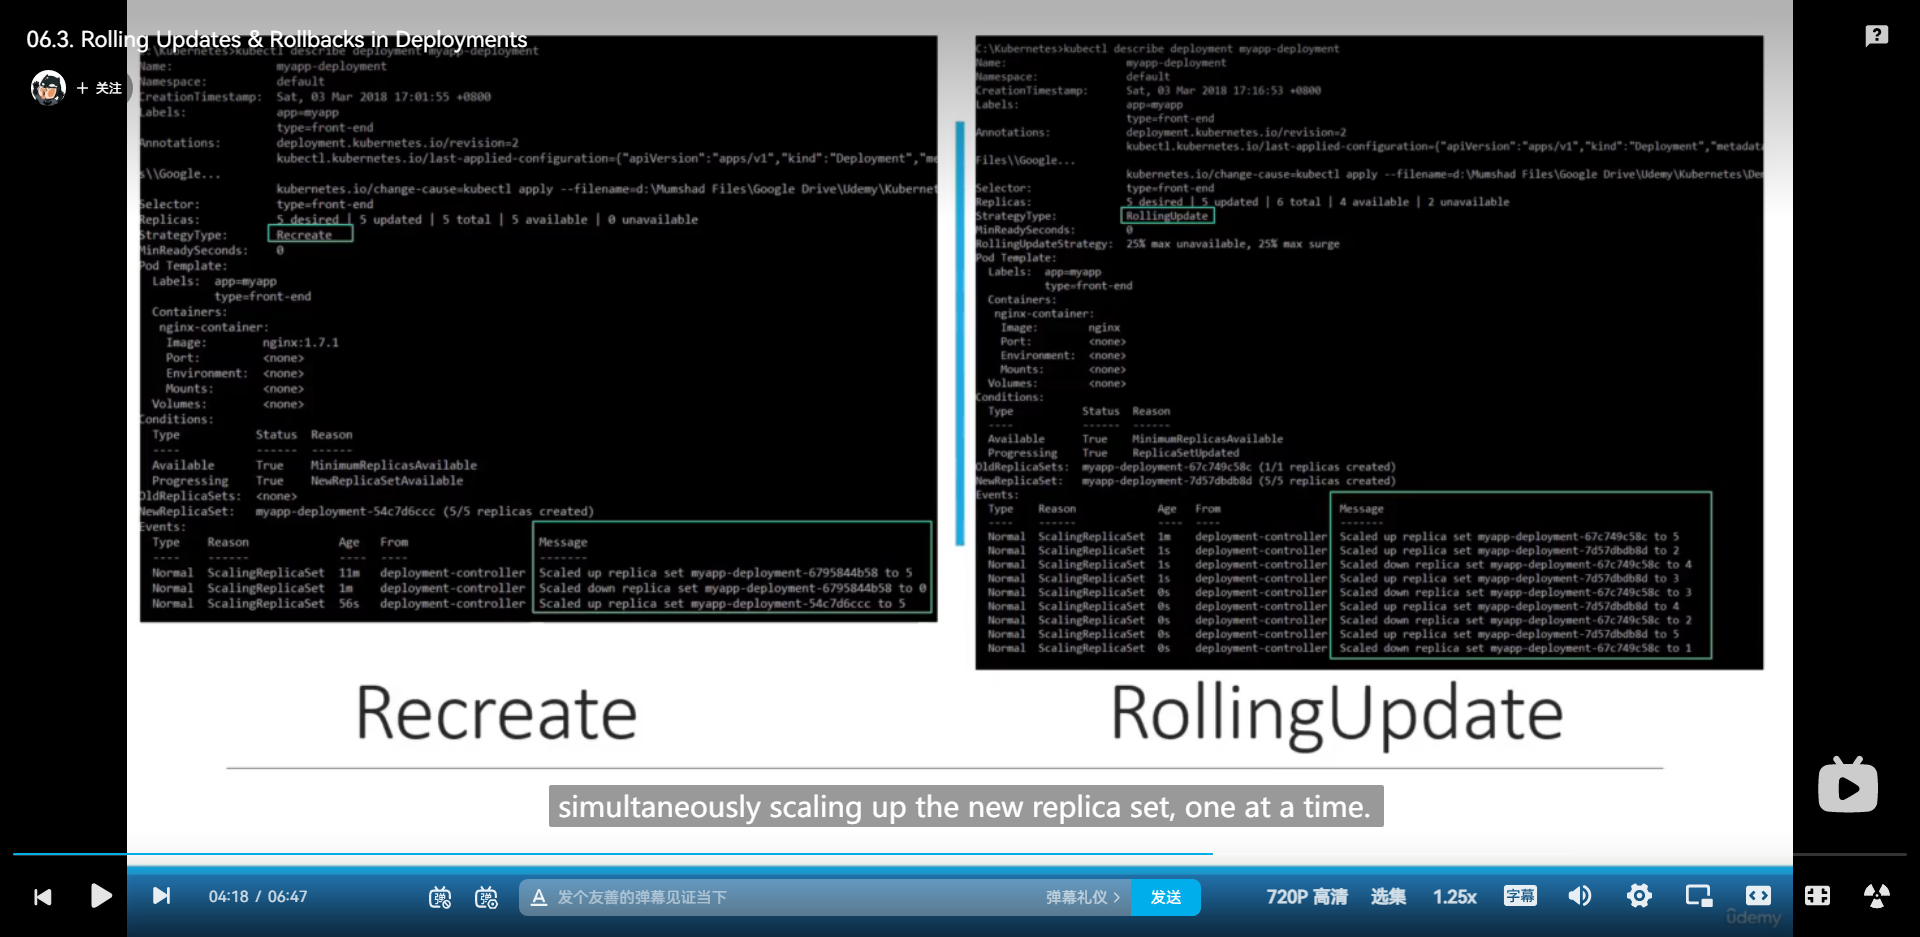 06.3. Rolling Updates & Rollbacks in Deployments
+ 关注
:\Kubernetes>kubectl describe deployment myapp-deployment
Name: myapp-deployment
Namespace: default
CreationTimestamp: Sat, 03 Mar 2018 17:01:55 +0800
Labels: app=myapp
type=front-end
Annotations: deployment.kubernetes.io/revision=2
kubectl.kubernetes.io/last-applied-configuration={"apiVersion":"apps/v1","kind":"Deployment","me
s\\Google...
kubernetes.io/change-cause=kubectl apply --filename=d:\Mumshad Files\Google Drive\Udemy\Kubernet
Selector: type=front-end
Replicas: 5 desired | 5 updated | 5 total | 5 available | 0 unavailable
StrategyType: Recreate
MinReadySeconds: 0
Pod Template:
Labels: app=myapp
type=front-end
Containers:
nginx-container:
Image: nginx:1.7.1
Port: <none>
Environment: <none>
Mounts: <none>
Volumes: <none>
Conditions:
Type Status Reason
---- ------ ------
Available True MinimumReplicasAvailable
Progressing True NewReplicaSetAvailable
OldReplicaSets: <none>
NewReplicaSet: myapp-deployment-54c7d6ccc (5/5 replicas created)
Events:
Type Reason Age From Message
---- ------ ---- ---- -------
Normal ScalingReplicaSet 11m deployment-controller Scaled up replica set myapp-deployment-6795844b58 to 5
Normal ScalingReplicaSet 1m deployment-controller Scaled down replica set myapp-deployment-6795844b58 to 0
Normal ScalingReplicaSet 56s deployment-controller Scaled up replica set myapp-deployment-54c7d6ccc to 5
C:\Kubernetes>kubectl describe deployment myapp-deployment
Name: myapp-deployment
Namespace: default
CreationTimestamp: Sat, 03 Mar 2018 17:16:53 +0800
Labels: app=myapp
type=front-end
Annotations: deployment.kubernetes.io/revision=2
kubectl.kubernetes.io/last-applied-configuration={"apiVersion":"apps/v1","kind":"Deployment","metadata
Files\\Google...
kubernetes.io/change-cause=kubectl apply --filename=d:\Mumshad Files\Google Drive\Udemy\Kubernetes\Dem
Selector: type=front-end
Replicas: 5 desired | 5 updated | 6 total | 4 available | 2 unavailable
StrategyType: RollingUpdate
MinReadySeconds: 0
RollingUpdateStrategy: 25% max unavailable, 25% max surge
Pod Template:
Labels: app=myapp
type=front-end
Containers:
nginx-container:
Image: nginx
Port: <none>
Environment: <none>
Mounts: <none>
Volumes: <none>
Conditions:
Type Status Reason
---- ------ ------
Available True MinimumReplicasAvailable
Progressing True ReplicaSetUpdated
OldReplicaSets: myapp-deployment-67c749c58c (1/1 replicas created)
NewReplicaSet: myapp-deployment-7d57dbdb8d (5/5 replicas created)
Events:
Type Reason Age From Message
---- ------ ---- ---- -------
Normal ScalingReplicaSet 1m deployment-controller Scaled up replica set myapp-deployment-67c749c58c to 5
Normal ScalingReplicaSet 1s deployment-controller Scaled up replica set myapp-deployment-7d57dbdb8d to 2
Normal ScalingReplicaSet 1s deployment-controller Scaled down replica set myapp-deployment-67c749c58c to 4
Normal ScalingReplicaSet 1s deployment-controller Scaled up replica set myapp-deployment-7d57dbdb8d to 3
Normal ScalingReplicaSet 0s deployment-controller Scaled down replica set myapp-deployment-67c749c58c to 3
Normal ScalingReplicaSet 0s deployment-controller Scaled up replica set myapp-deployment-7d57dbdb8d to 4
Normal ScalingReplicaSet 0s deployment-controller Scaled down replica set myapp-deployment-67c749c58c to 2
Normal ScalingReplicaSet 0s deployment-controller Scaled up replica set myapp-deployment-7d57dbdb8d to 5
Normal ScalingReplicaSet 0s deployment-controller Scaled down replica set myapp-deployment-67c749c58c to 1
Recreate
RollingUpdate
simultaneously scaling up the new replica set, one at a time.
04:18 / 06:47
弹
弹
A 发个友善的弹幕见证当下
弹幕礼仪 >
发送
720P 高清
选集
1.25x
字幕
udemy